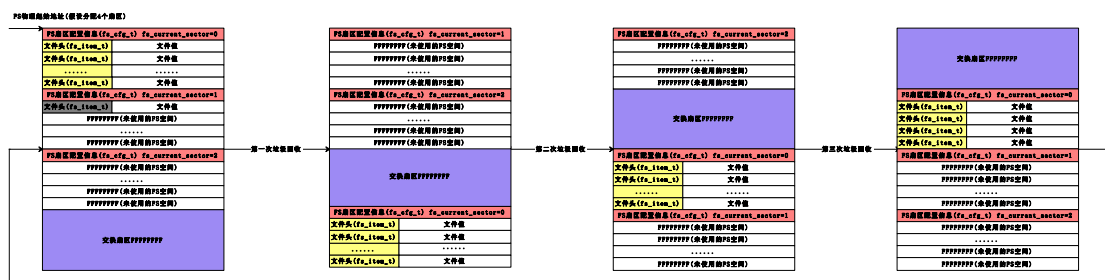 FS物理起始地址(假设分配4个扇区)
FS扇区配置信息(fs_cfg_t) fs_current_sector=0
文件头(fs_item_t) 文件值
文件头(fs_item_t) 文件值
...... ......
文件头(fs_item_t) 文件值
FS扇区配置信息(fs_cfg_t) fs_current_sector=1
文件头(fs_item_t) 文件值
FFFFFFFF(未使用的FS空间)
......
FFFFFFFF(未使用的FS空间)
FS扇区配置信息(fs_cfg_t) fs_current_sector=2
FFFFFFFF(未使用的FS空间)
......
FFFFFFFF(未使用的FS空间)
FFFFFFFF(未使用的FS空间)
交换扇区FFFFFFFF
第一次垃圾回收
FS扇区配置信息(fs_cfg_t) fs_current_sector=1
FFFFFFFF(未使用的FS空间)
FFFFFFFF(未使用的FS空间)
......
FFFFFFFF(未使用的FS空间)
FS扇区配置信息(fs_cfg_t) fs_current_sector=2
FFFFFFFF(未使用的FS空间)
......
FFFFFFFF(未使用的FS空间)
FFFFFFFF(未使用的FS空间)
交换扇区FFFFFFFF
FS扇区配置信息(fs_cfg_t) fs_current_sector=0
文件头(fs_item_t) 文件值
文件头(fs_item_t) 文件值
...... ......
文件头(fs_item_t) 文件值
第二次垃圾回收
FS扇区配置信息(fs_cfg_t) fs_current_sector=2
FFFFFFFF(未使用的FS空间)
......
FFFFFFFF(未使用的FS空间)
FFFFFFFF(未使用的FS空间)
交换扇区FFFFFFFF
FS扇区配置信息(fs_cfg_t) fs_current_sector=0
文件头(fs_item_t) 文件值
文件头(fs_item_t) 文件值
...... ......
文件头(fs_item_t) 文件值
FS扇区配置信息(fs_cfg_t) fs_current_sector=1
FFFFFFFF(未使用的FS空间)
FFFFFFFF(未使用的FS空间)
......
FFFFFFFF(未使用的FS空间)
第三次垃圾回收
交换扇区FFFFFFFF
FS扇区配置信息(fs_cfg_t) fs_current_sector=0
文件头(fs_item_t) 文件值
文件头(fs_item_t) 文件值
文件头(fs_item_t) 文件值
文件头(fs_item_t) 文件值
FS扇区配置信息(fs_cfg_t) fs_current_sector=1
FFFFFFFF(未使用的FS空间)
FFFFFFFF(未使用的FS空间)
......
FFFFFFFF(未使用的FS空间)
FS扇区配置信息(fs_cfg_t) fs_current_sector=2
FFFFFFFF(未使用的FS空间)
......
FFFFFFFF(未使用的FS空间)
FFFFFFFF(未使用的FS空间)